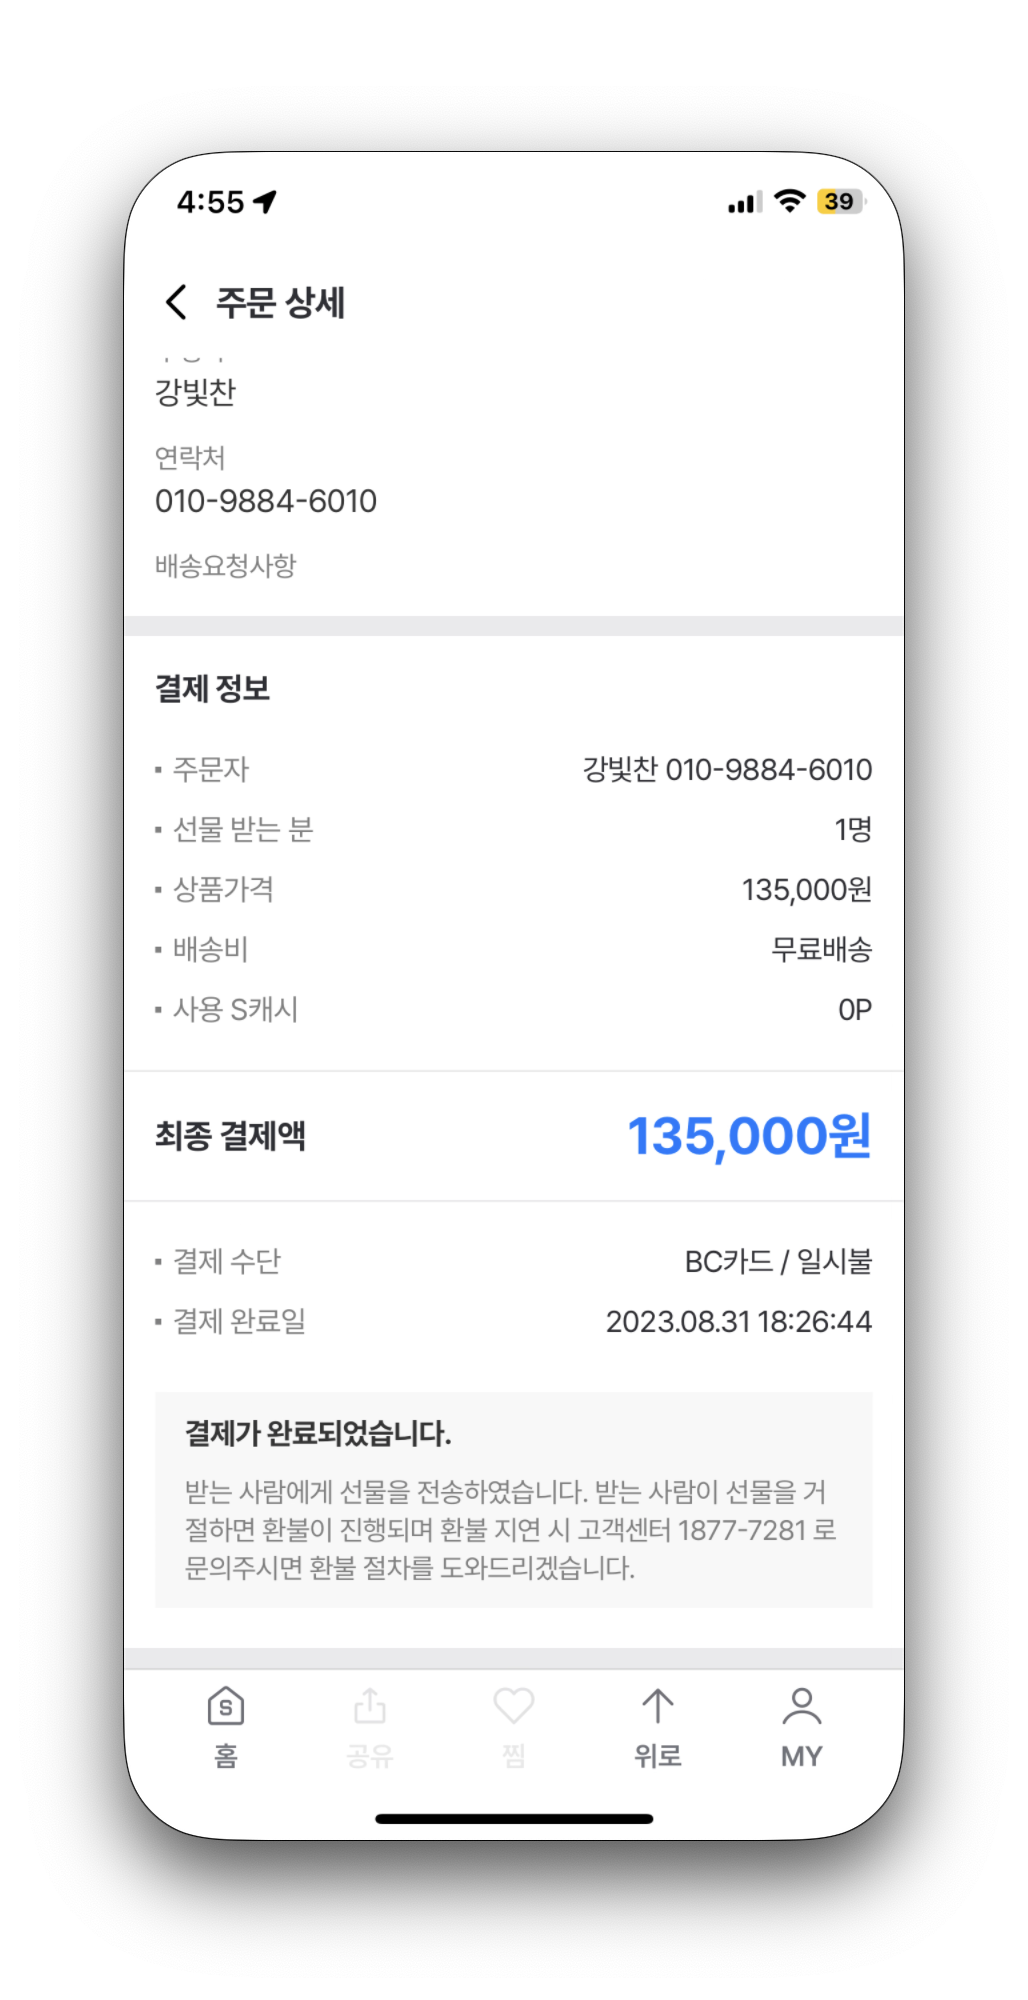 4:55
39
주문 상세
강빛찬
연락처
010-9884-6010
배송요청사항
결제 정보
▪ 주문자 강빛찬 010-9884-6010
▪ 선물 받는 분 1명
▪ 상품가격 135,000원
▪ 배송비 무료배송
▪ 사용 S캐시 0P
최종 결제액 135,000원
▪ 결제 수단 BC카드 / 일시불
▪ 결제 완료일 2023.08.31 18:26:44
결제가 완료되었습니다.
받는 사람에게 선물을 전송하였습니다. 받는 사람이 선물을 거
절하면 환불이 진행되며 환불 지연 시 고객센터 1877-7281 로
문의주시면 환불 절차를 도와드리겠습니다.
S
홈 공유 찜 위로 MY